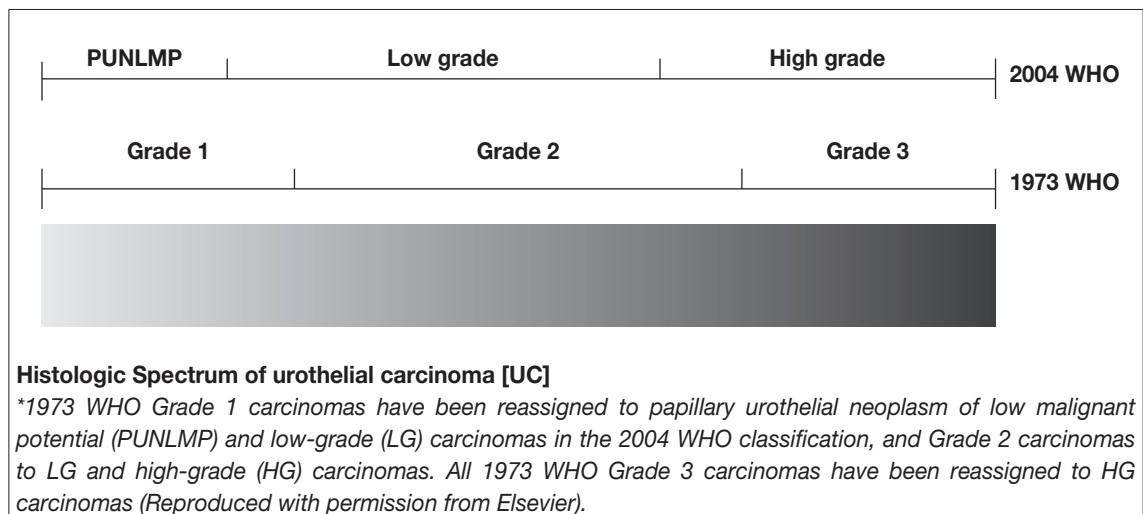 PUNLMP Low grade High grade 2004 WHO
Grade 1 Grade 2 Grade 3 1973 WHO
Histologic Spectrum of urothelial carcinoma [UC]
*1973 WHO Grade 1 carcinomas have been reassigned to papillary urothelial neoplasm of low malignant
potential (PUNLMP) and low-grade (LG) carcinomas in the 2004 WHO classification, and Grade 2 carcinomas
to LG and high-grade (HG) carcinomas. All 1973 WHO Grade 3 carcinomas have been reassigned to HG
carcinomas (Reproduced with permission from Elsevier).